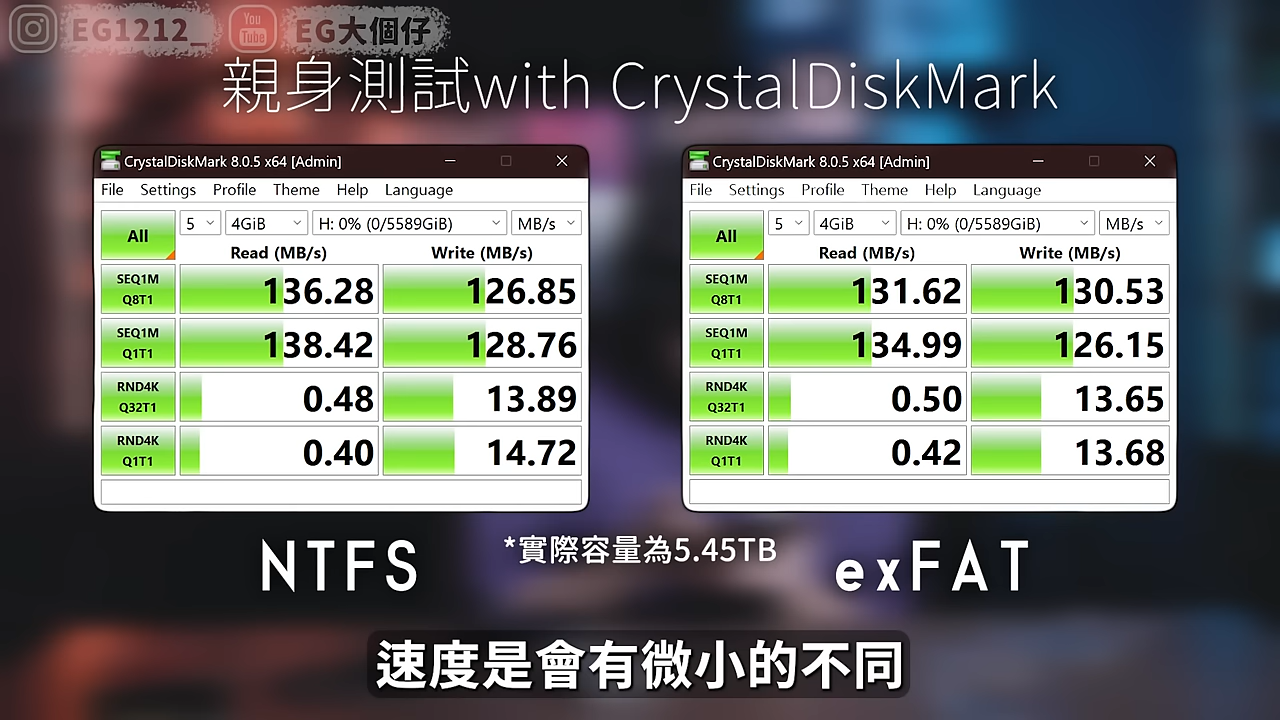 EG1212_
You
Tube
EG大個仔
親身測試with CrystalDiskMark
CrystalDiskMark 8.0.5 x64 [Admin]
File Settings Profile Theme Help Language
All
5
4GiB
H: 0% (0/5589GiB)
MB/s
Read (MB/s) Write (MB/s)
SEQ1M
Q8T1
136.28 126.85
SEQ1M
Q1T1
138.42 128.76
RND4K
Q32T1
0.48 13.89
RND4K
Q1T1
0.40 14.72
CrystalDiskMark 8.0.5 x64 [Admin]
File Settings Profile Theme Help Language
All
5
4GiB
H: 0% (0/5589GiB)
MB/s
Read (MB/s) Write (MB/s)
SEQ1M
Q8T1
131.62 130.53
SEQ1M
Q1T1
134.99 126.15
RND4K
Q32T1
0.50 13.65
RND4K
Q1T1
0.42 13.68
NTFS
*實際容量為5.45TB
exFAT
速度是會有微小的不同